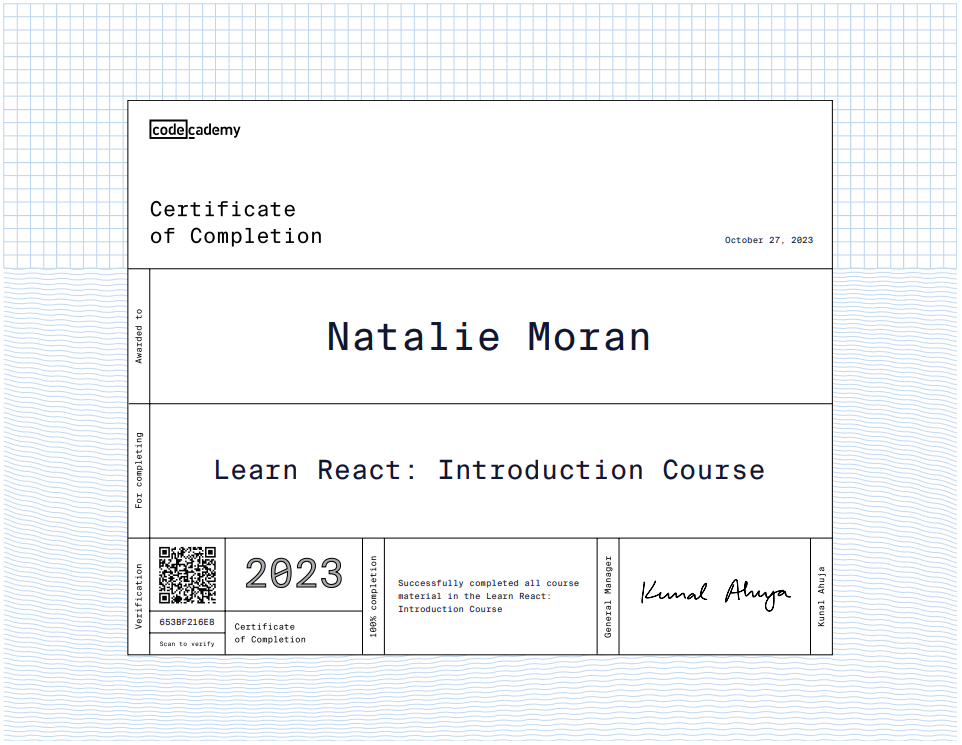 codecademy
Certificate
of Completion
October 27, 2023
Awarded to
Natalie Moran
For completing
Learn React: Introduction Course
Verification
653BF216E8
Scan to verify
2023
Certificate
of Completion
100% completion
Successfully completed all course
material in the Learn React:
Introduction Course
General Manager
Kunal Ahuja
Kunal Ahuja